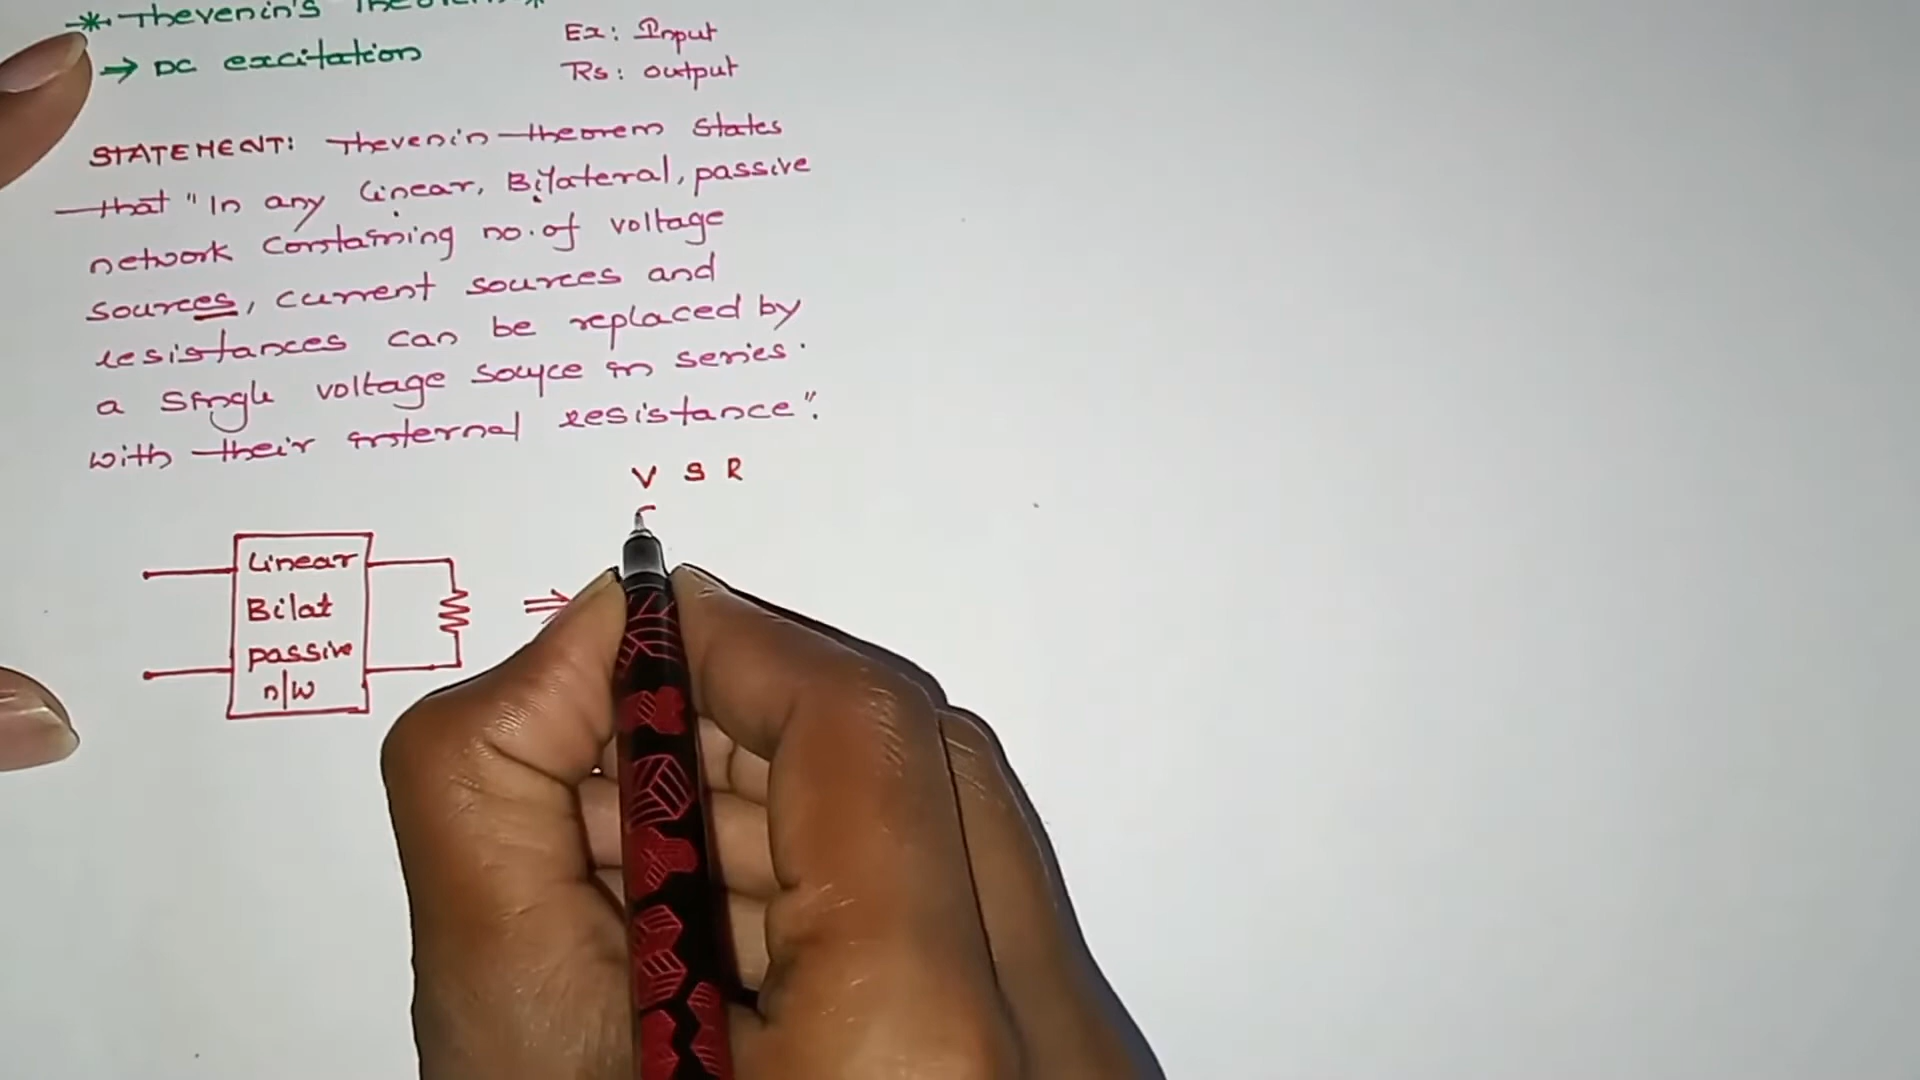 * Thevenin's Theorem *
→ DC excitation
Ex: Input
Rs: output
STATEMENT: Thevenin theorem states
that "In any linear, Bilateral, passive
network containing no. of voltage
sources, current sources and
resistances can be replaced by
a single voltage source in series
with their internal resistance".
V S R
Linear
Bilat
passive
n/w
⇒